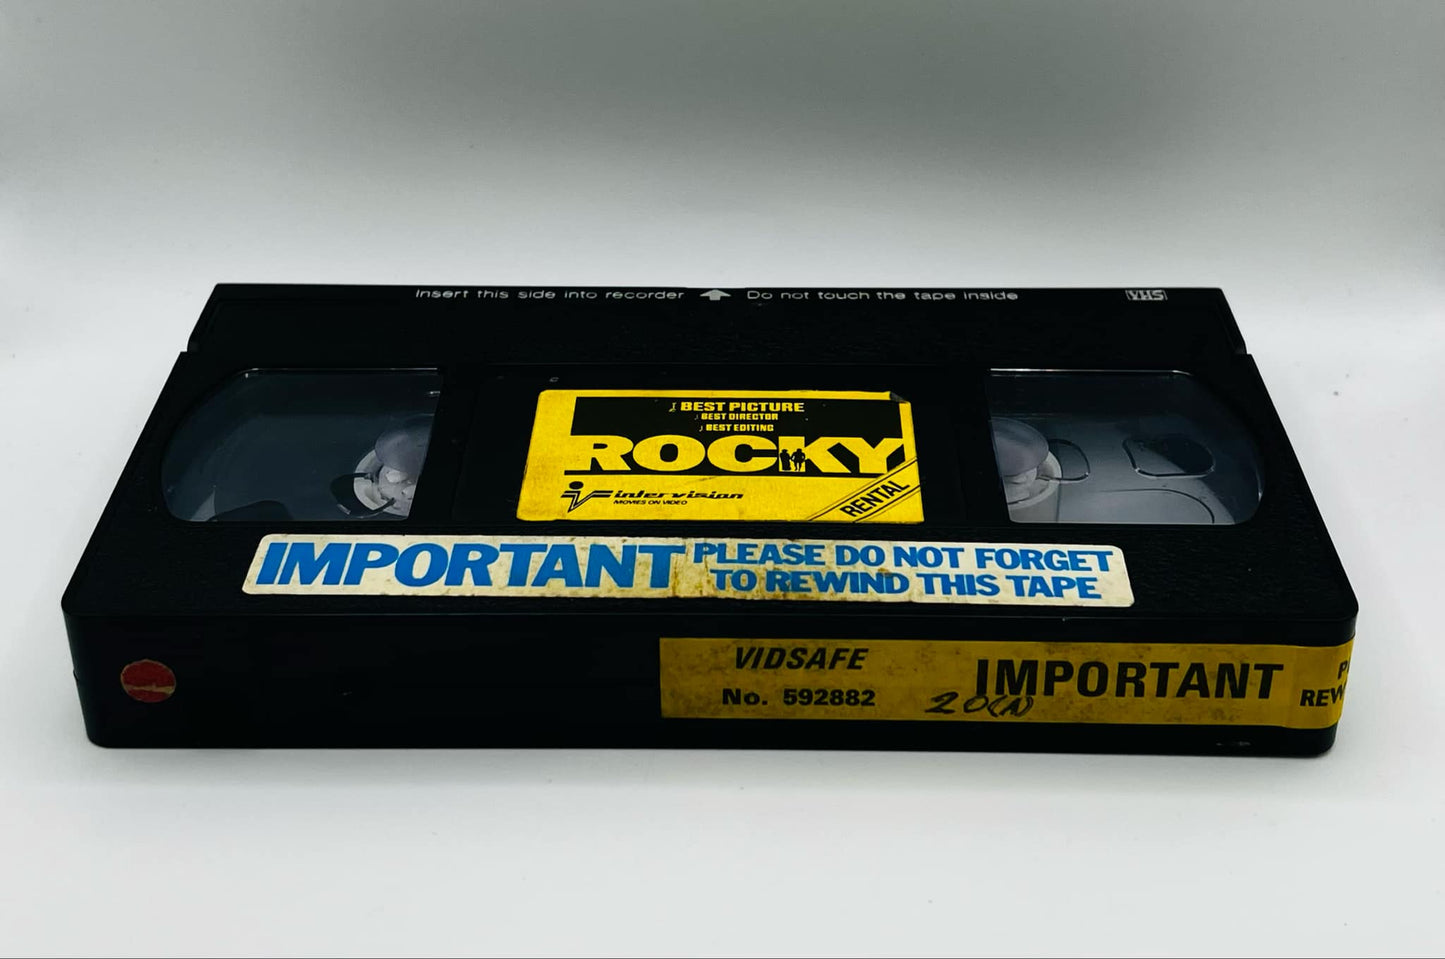 Insert this side into recorder Do not touch the tape inside VHS
BEST PICTURE
BEST DIRECTOR
BEST EDITING
ROCKY
intervision
MOVIES ON VIDEO
RENTAL
IMPORTANT PLEASE DO NOT FORGET
TO REWIND THIS TAPE
VIDSAFE
No. 592882
IMPORTANT